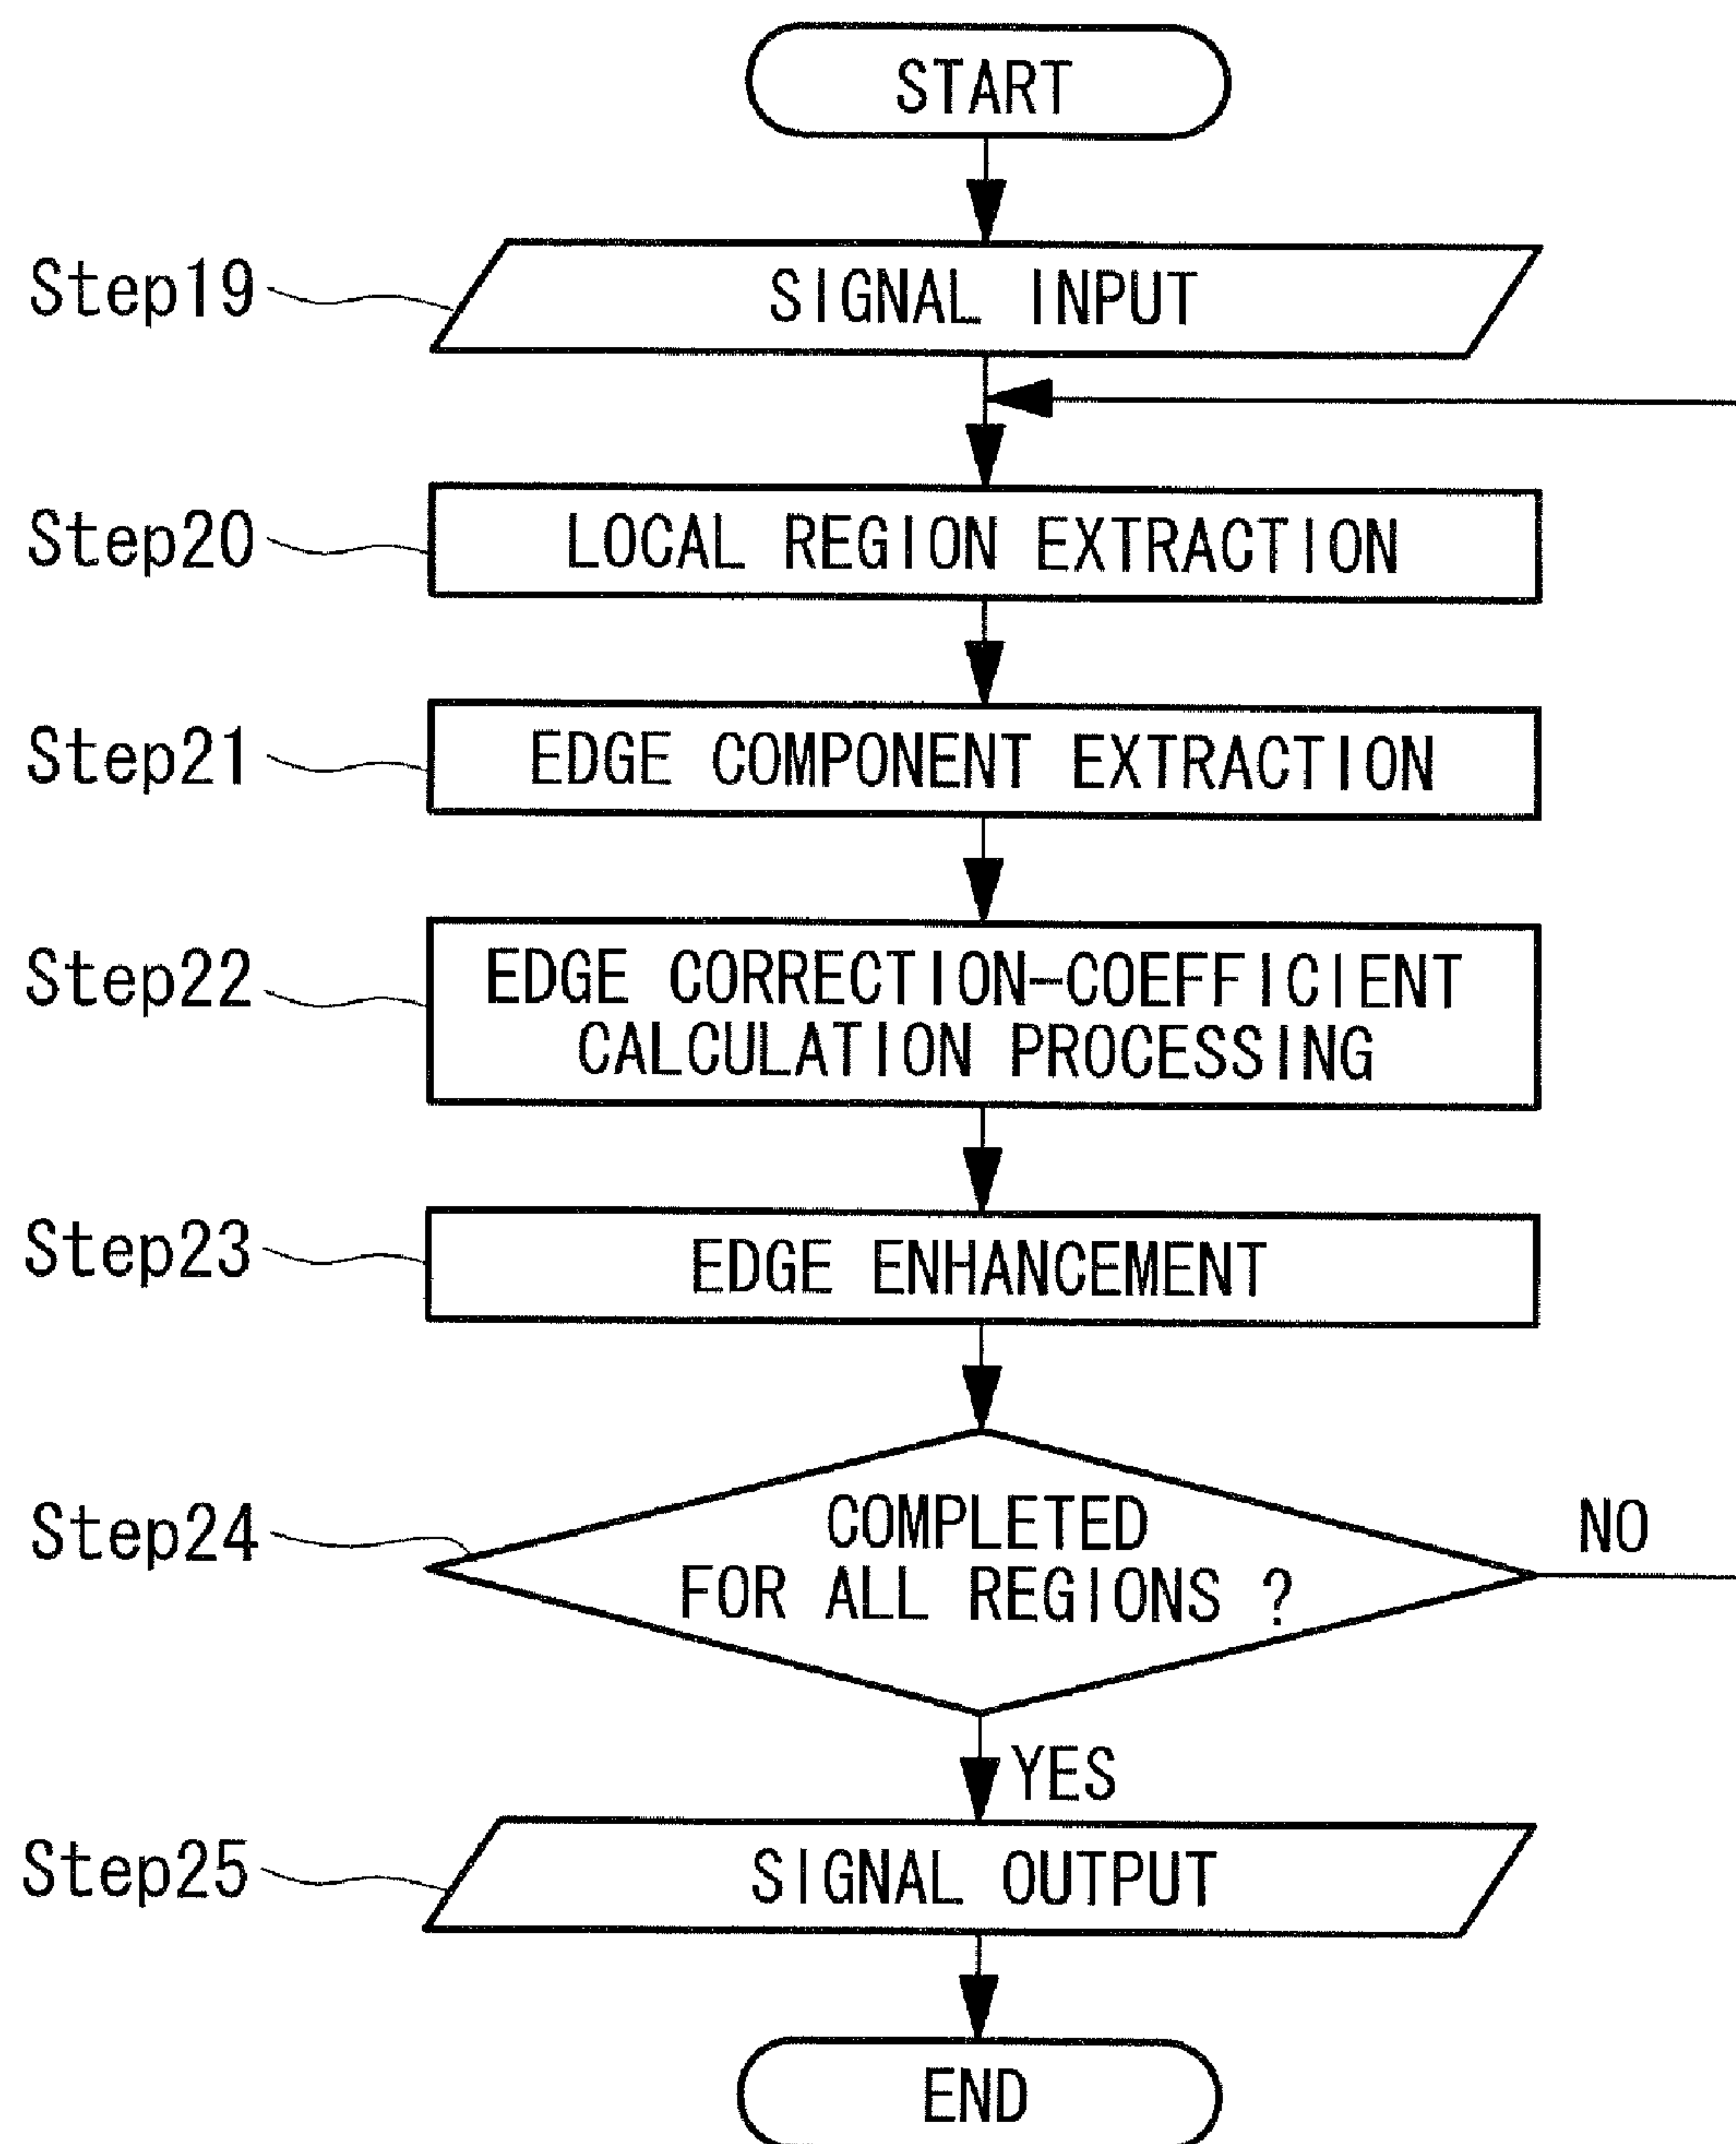 START
Step19
SIGNAL INPUT
Step20
LOCAL REGION EXTRACTION
Step21
EDGE COMPONENT EXTRACTION
Step22
EDGE CORRECTION-COEFFICIENT
CALCULATION PROCESSING
Step23
EDGE ENHANCEMENT
Step24
COMPLETED
FOR ALL REGIONS ?
NO
YES
Step25
SIGNAL OUTPUT
END